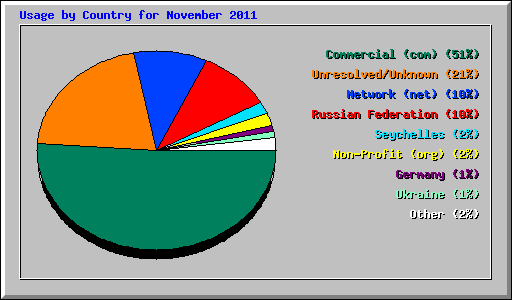 Usage by Country for November 2011
Commercial (com) (51%)
Unresolved/Unknown (21%)
Network (net) (10%)
Russian Federation (10%)
Seychelles (2%)
Non-Profit (org) (2%)
Germany (1%)
Ukraine (1%)
Other (2%)